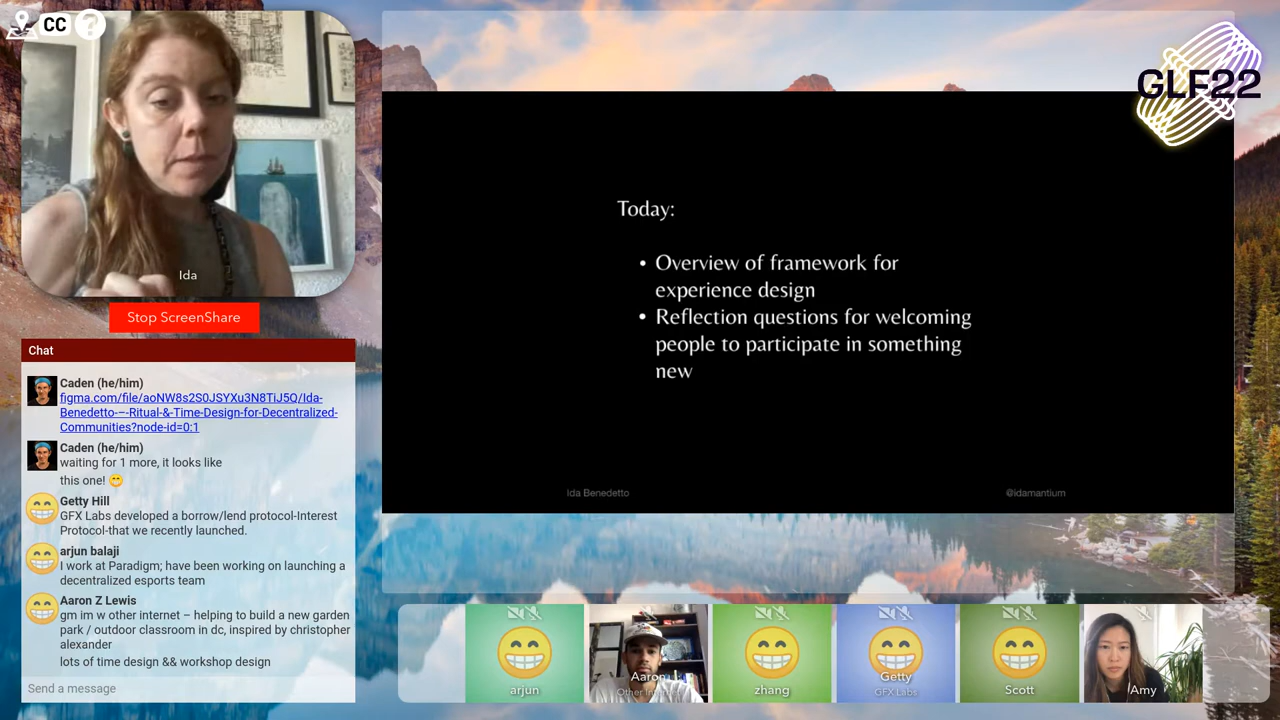 CC
?
Ida
Stop ScreenShare
Chat
Caden (he/him)
figma.com/file/aoNW8s2S0JSYXu3N8TiJ5Q/Ida-
Benedetto-–-Ritual-&-Time-Design-for-Decentralized-
Communities?node-id=0:1
Caden (he/him)
waiting for 1 more, it looks like
this one! 😁
Getty Hill
GFX Labs developed a borrow/lend protocol-Interest
Protocol-that we recently launched.
arjun balaji
I work at Paradigm; have been working on launching a
decentralized esports team
Aaron Z Lewis
gm im w other internet – helping to build a new garden
park / outdoor classroom in dc, inspired by christopher
alexander
lots of time design && workshop design
Send a message
GLF22
Today:
• Overview of framework for
experience design
• Reflection questions for welcoming
people to participate in something
new
Ida Benedetto
@idamantium
arjun
Aaron
Other Internet
zhang
Getty
GFX Labs
Scott
Amy